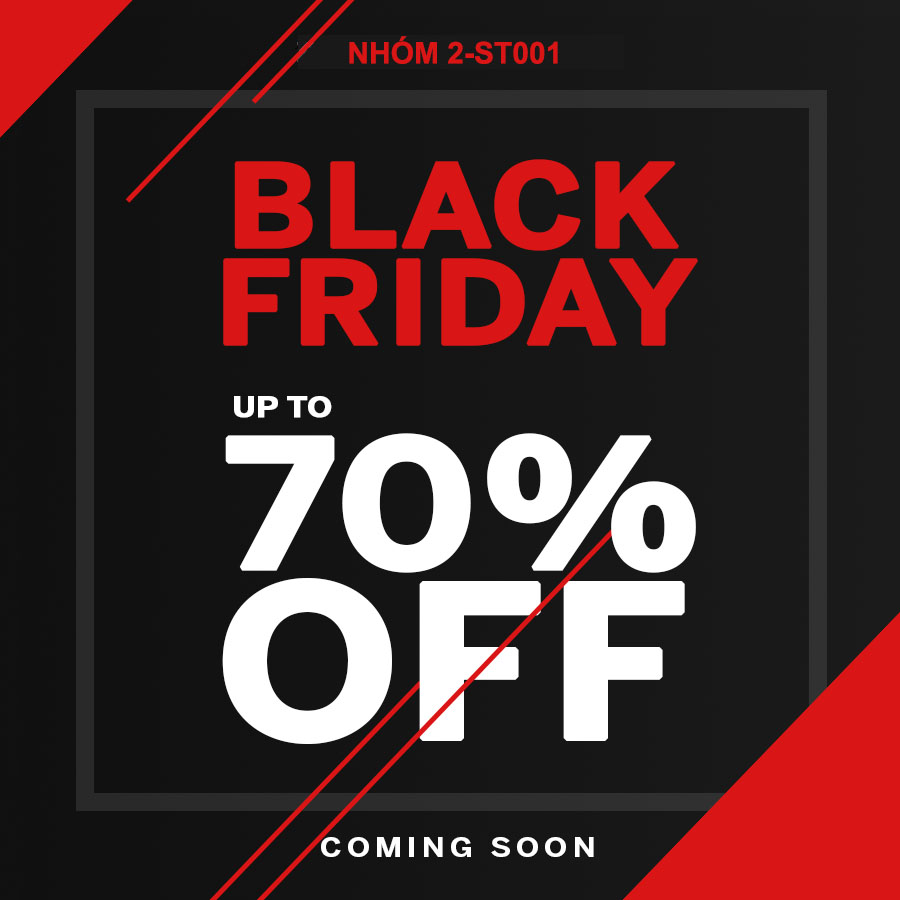 NHÓM 2-ST001
BLACK
FRIDAY
UP TO
70%
OFF
COMING SOON